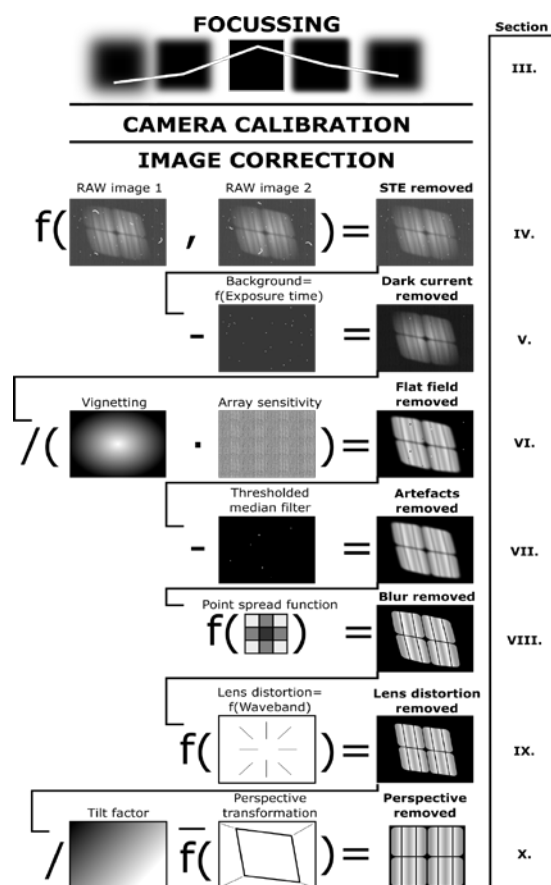 FOCUSSING
Section
III.
CAMERA CALIBRATION
IMAGE CORRECTION
RAW image 1
RAW image 2
STE removed
f( , )=
IV.
Background=
f(Exposure time)
Dark current
removed
- =
V.
Vignetting
Array sensitivity
Flat field
removed
/( · )=
VI.
Thresholded
median filter
Artefacts
removed
- =
VII.
Point spread function
Blur removed
f( )=
VIII.
Lens distortion=
f(Waveband)
Lens distortion
removed
f( )=
IX.
Tilt factor
Perspective
transformation
Perspective
removed
/ f̅( )=
X.